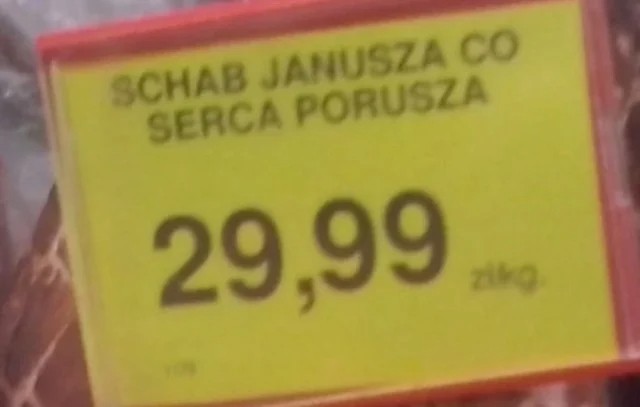 SCHAB JANUSZA CO
SERCA PORUSZA
29,99 zł/kg.